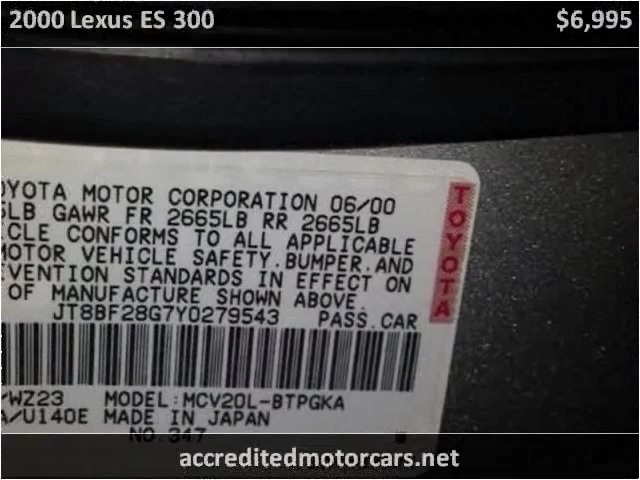 2000 Lexus ES 300 $6,995
OYOTA MOTOR CORPORATION 06/00
5LB GAWR FR 2665LB RR 2665LB
CLE CONFORMS TO ALL APPLICABLE
MOTOR VEHICLE SAFETY, BUMPER, AND
EVENTION STANDARDS IN EFFECT ON
OF MANUFACTURE SHOWN ABOVE.
JT8BF28G7Y0279543 PASS.CAR
/WZ23 MODEL:MCV20L-BTPGKA
A/U140E MADE IN JAPAN
NO.347
TOYOTA
accreditedmotorcars.net